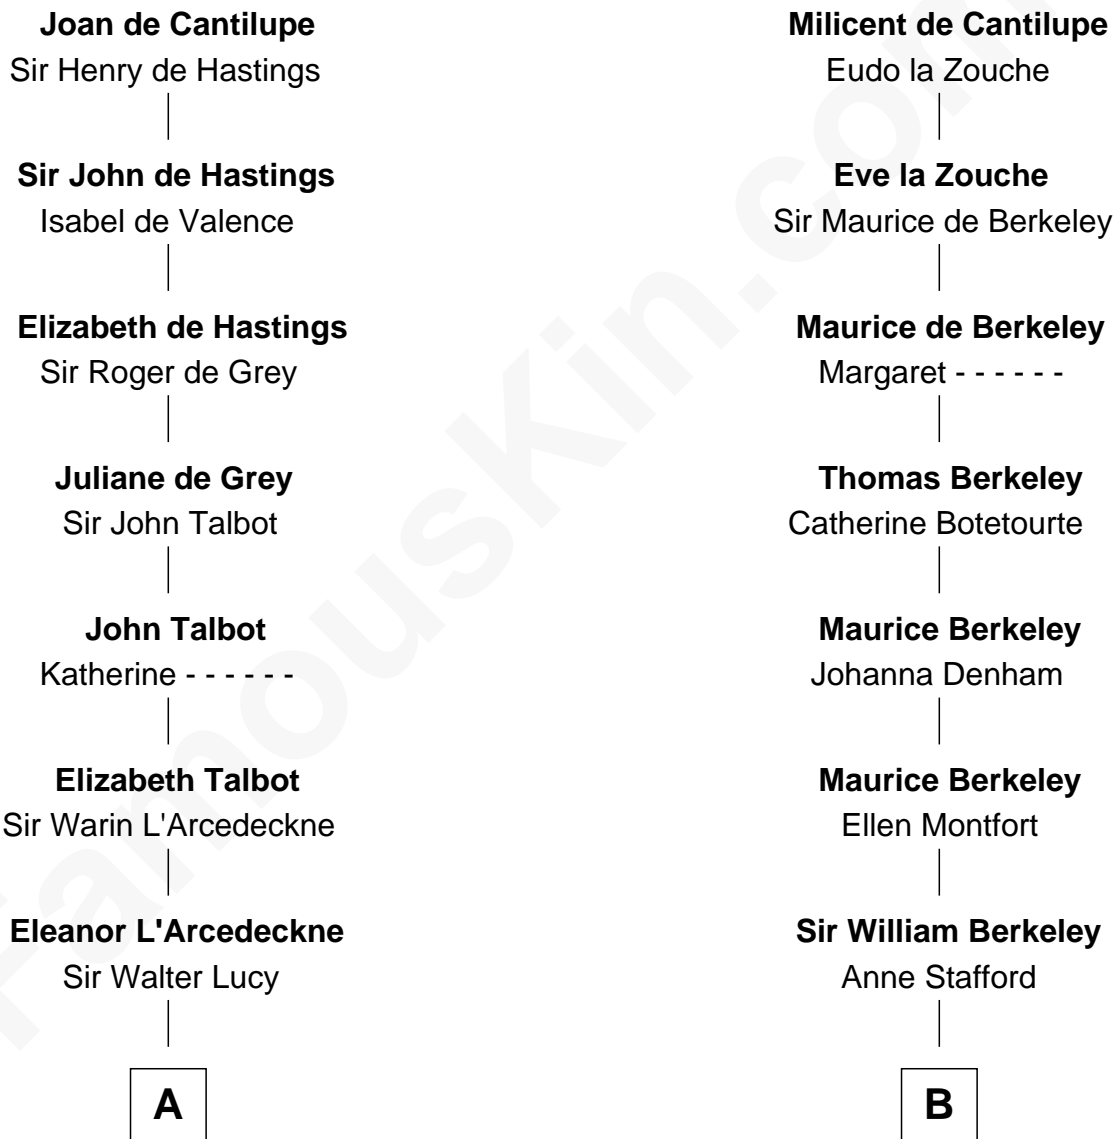 Joan de Cantilupe
Sir Henry de Hastings
Sir John de Hastings
Isabel de Valence
Elizabeth de Hastings
Sir Roger de Grey
Juliane de Grey
Sir John Talbot
John Talbot
Katherine - - - - - -
Elizabeth Talbot
Sir Warin L'Arcedeckne
Eleanor L'Arcedeckne
Sir Walter Lucy
A
Milicent de Cantilupe
Eudo la Zouche
Eve la Zouche
Sir Maurice de Berkeley
Maurice de Berkeley
Margaret - - - - - -
Thomas Berkeley
Catherine Botetourte
Maurice Berkeley
Johanna Denham
Maurice Berkeley
Ellen Montfort
Sir William Berkeley
Anne Stafford
B
FamousKin.com